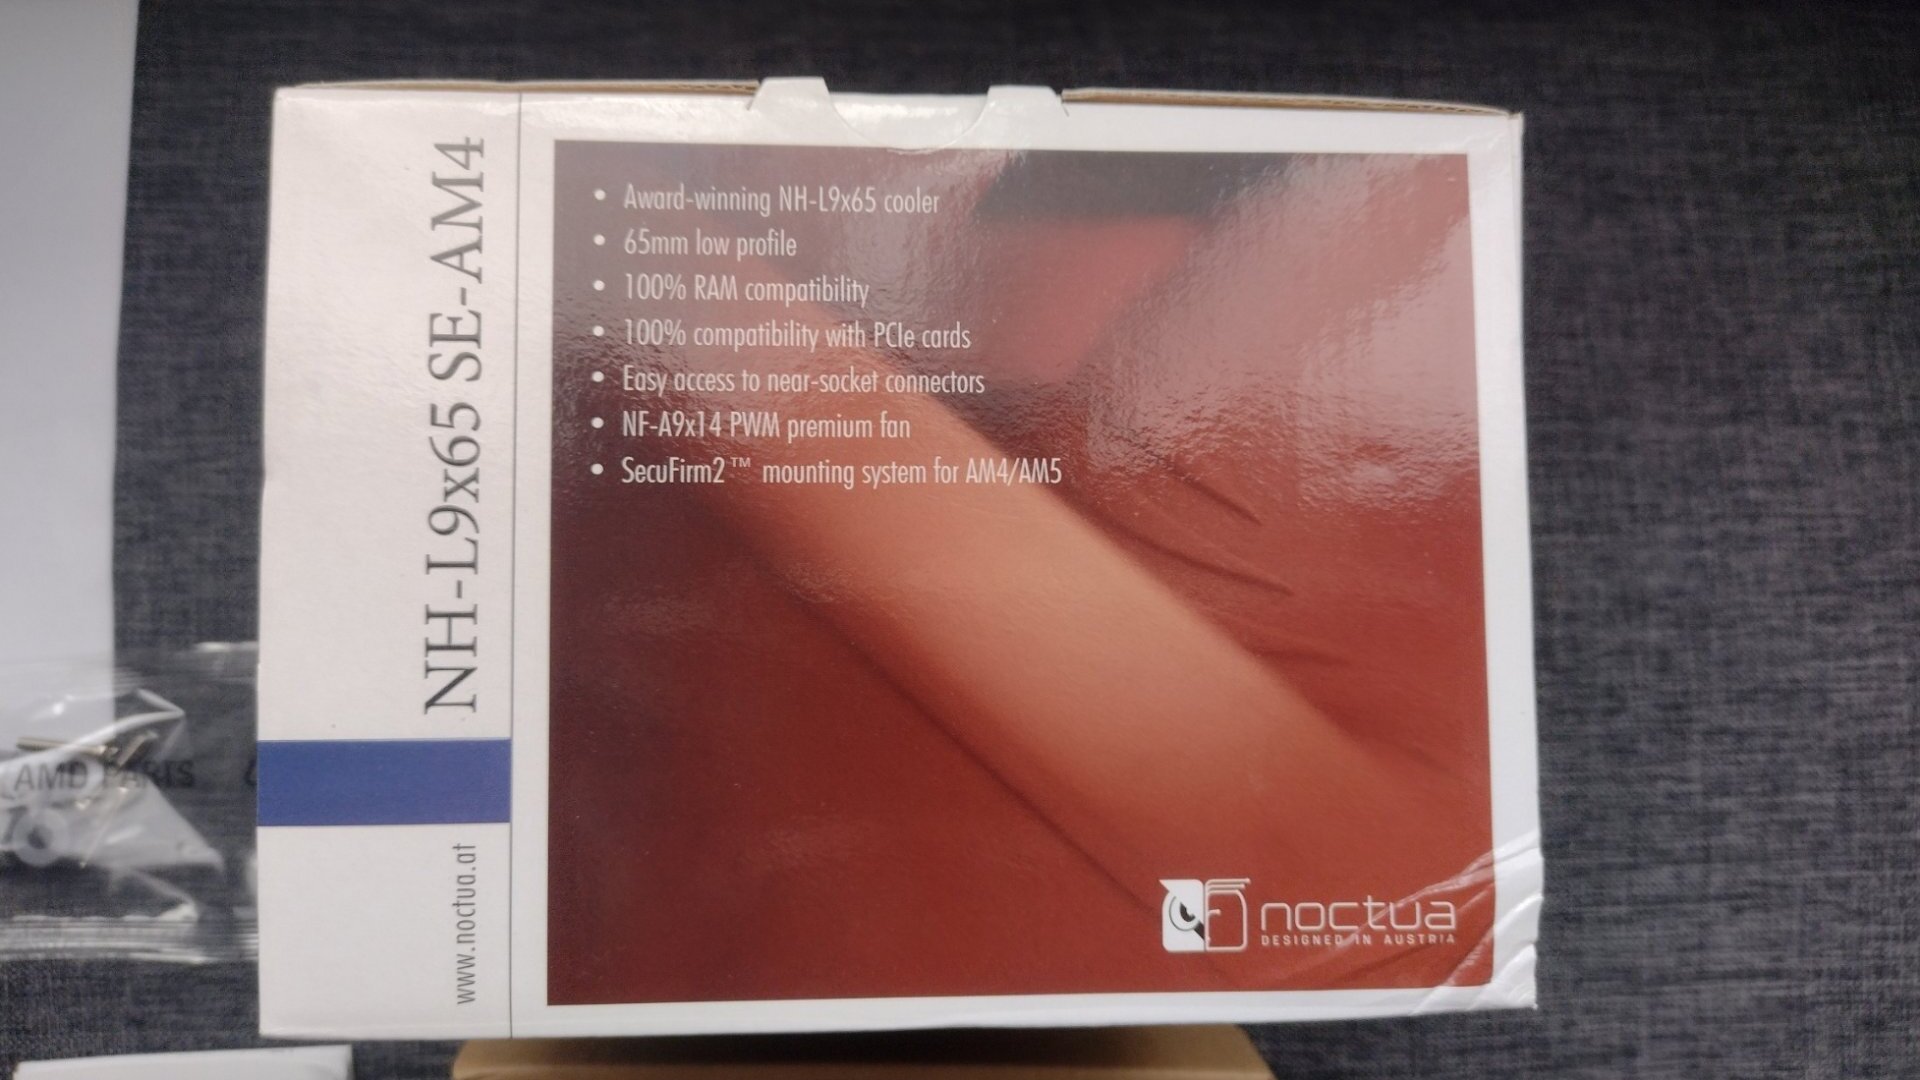 NH-L9x65 SE-AM4
www.noctua.at
• Award-winning NH-L9x65 cooler
• 65mm low profile
• 100% RAM compatibility
• 100% compatibility with PCIe cards
• Easy access to near-socket connectors
• NF-A9x14 PWM premium fan
• SecuFirm2™ mounting system for AM4/AM5
noctua
DESIGNED IN AUSTRIA
AMD PARTS